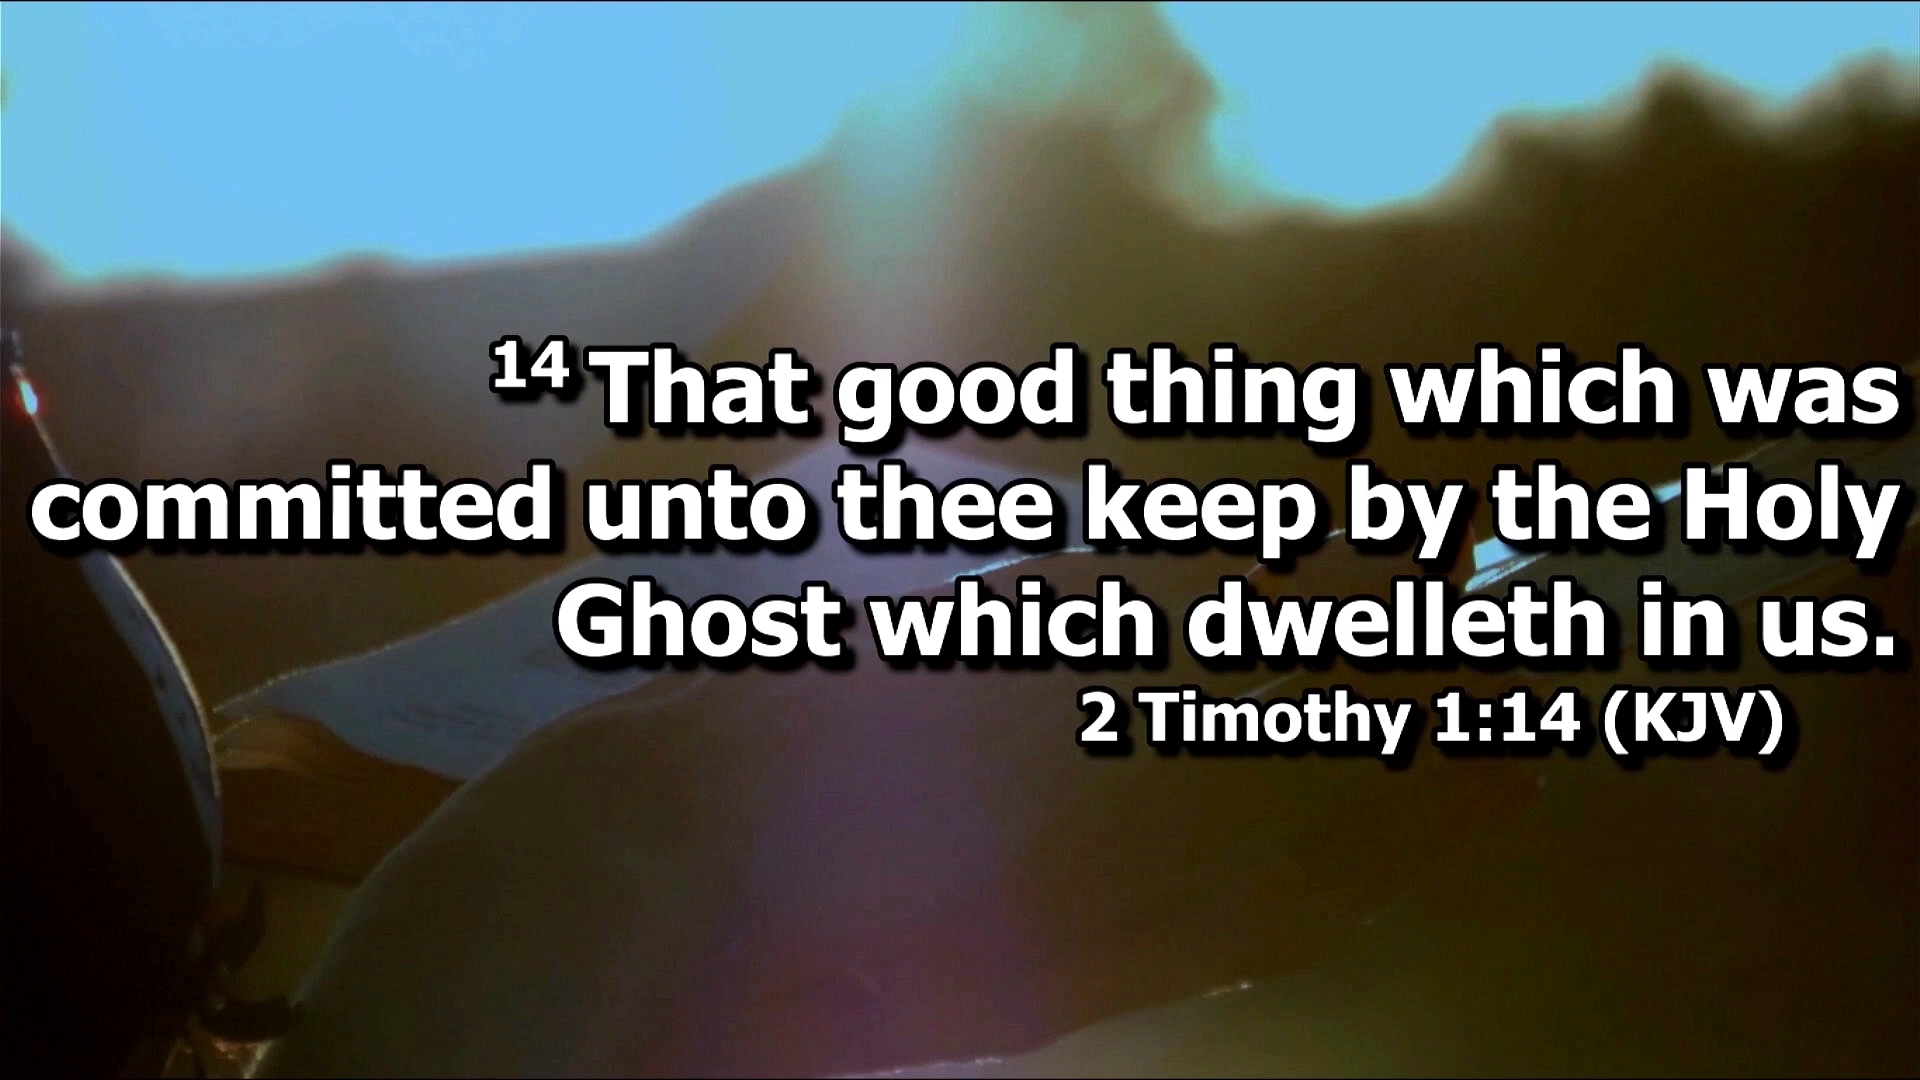 14 That good thing which was
committed unto thee keep by the Holy
Ghost which dwelleth in us.
2 Timothy 1:14 (KJV)